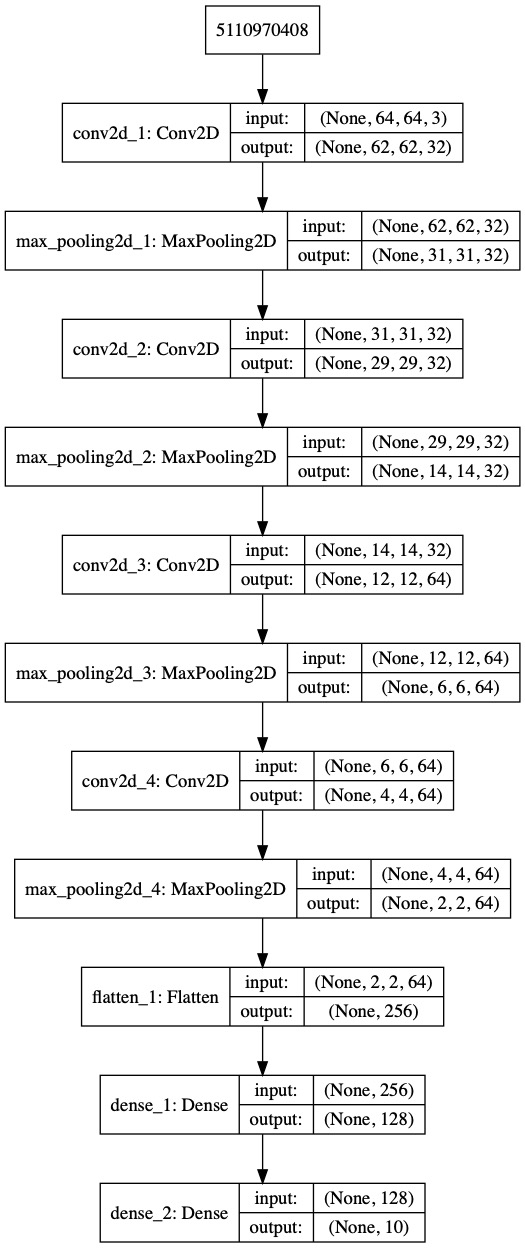 5110970408
conv2d_1: Conv2D
input: (None, 64, 64, 3)
output: (None, 62, 62, 32)
max_pooling2d_1: MaxPooling2D
input: (None, 62, 62, 32)
output: (None, 31, 31, 32)
conv2d_2: Conv2D
input: (None, 31, 31, 32)
output: (None, 29, 29, 32)
max_pooling2d_2: MaxPooling2D
input: (None, 29, 29, 32)
output: (None, 14, 14, 32)
conv2d_3: Conv2D
input: (None, 14, 14, 32)
output: (None, 12, 12, 64)
max_pooling2d_3: MaxPooling2D
input: (None, 12, 12, 64)
output: (None, 6, 6, 64)
conv2d_4: Conv2D
input: (None, 6, 6, 64)
output: (None, 4, 4, 64)
max_pooling2d_4: MaxPooling2D
input: (None, 4, 4, 64)
output: (None, 2, 2, 64)
flatten_1: Flatten
input: (None, 2, 2, 64)
output: (None, 256)
dense_1: Dense
input: (None, 256)
output: (None, 128)
dense_2: Dense
input: (None, 128)
output: (None, 10)